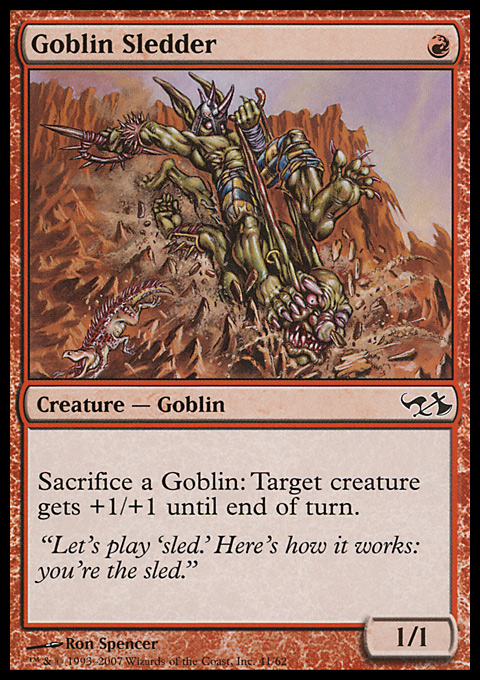 Goblin Sledder
Creature — Goblin
Sacrifice a Goblin: Target creature
gets +1/+1 until end of turn.
“Let’s play ‘sled.’ Here’s how it works:
you’re the sled.”
1/1
Ron Spencer
™ & © 1993-2007 Wizards of the Coast, Inc. 41/62